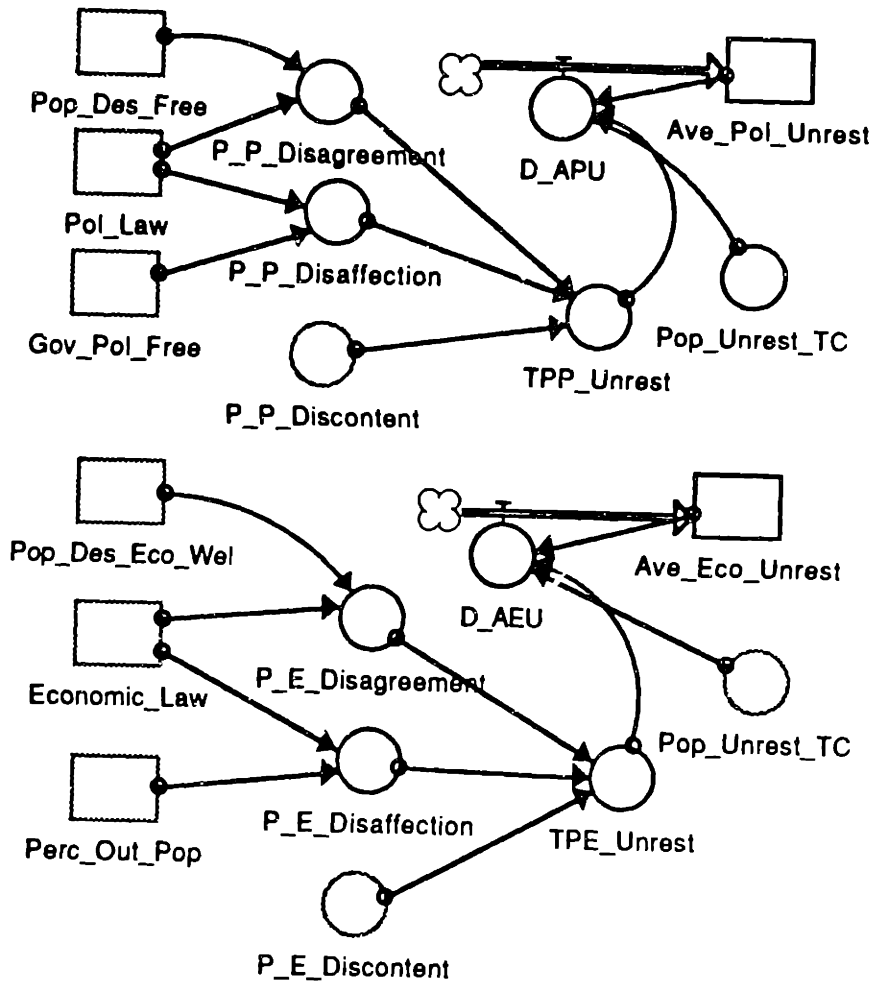 Pop_Des_Free
Ave_Pol_Unrest
P_P_Disagreement
D_APU
Pol_Law
P_P_Disaffection
Gov_Pol_Free
Pop_Unrest_TC
TPP_Unrest
P_P_Discontent
Pop_Des_Eco_Wel
Ave_Eco_Unrest
D_AEU
P_E_Disagreement
Economic_Law
Pop_Unrest_TC
P_E_Disaffection
TPE_Unrest
Perc_Out_Pop
P_E_Discontent